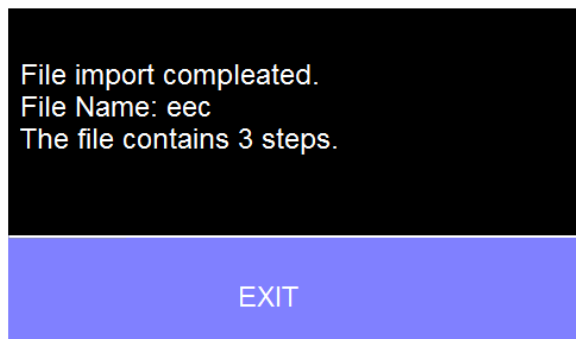 File import compleated.
File Name: eec
The file contains 3 steps.
EXIT